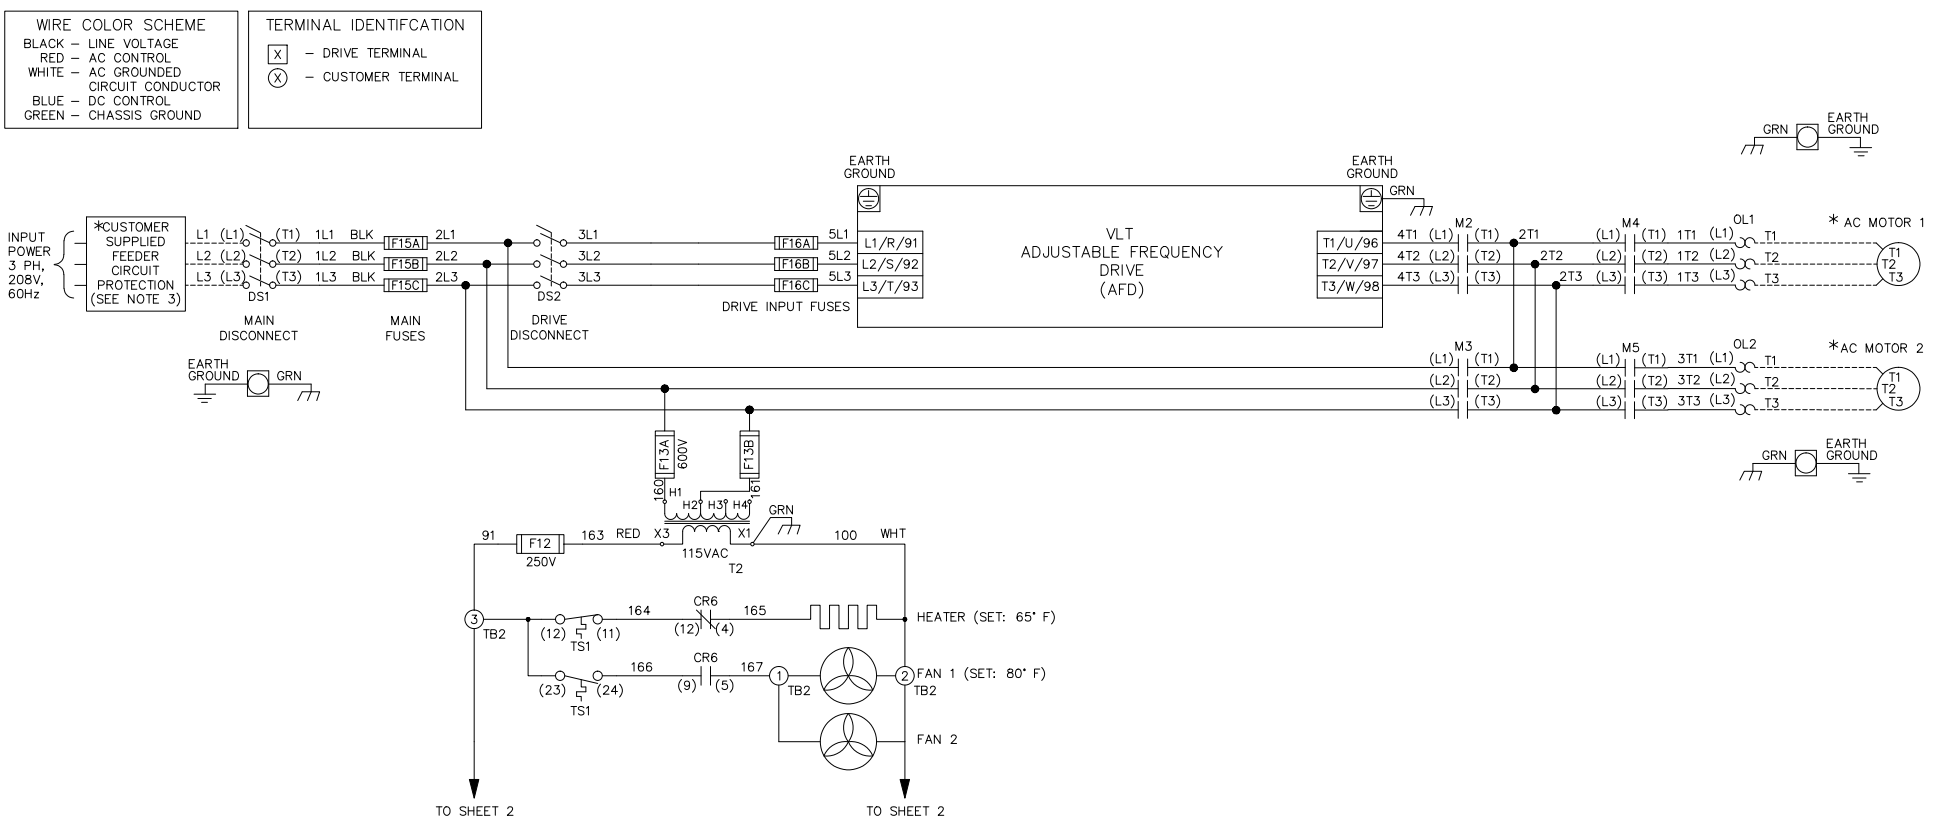 WIRE COLOR SCHEME
BLACK – LINE VOLTAGE
RED – AC CONTROL
WHITE – AC GROUNDED
CIRCUIT CONDUCTOR
BLUE – DC CONTROL
GREEN – CHASSIS GROUND
TERMINAL IDENTIFCATION
X – DRIVE TERMINAL
X – CUSTOMER TERMINAL
GRN
EARTH
GROUND
INPUT
POWER
3 PH,
208V,
60Hz
*CUSTOMER
SUPPLIED
FEEDER
CIRCUIT
PROTECTION
(SEE NOTE 3)
L1 (L1) (T1) 1L1 BLK F15A 2L1 3L1 F16A 5L1 L1/R/91
L2 (L2) (T2) 1L2 BLK F15B 2L2 3L2 F16B 5L2 L2/S/92
L3 (L3) (T3) 1L3 BLK F15C 2L3 3L3 F16C 5L3 L3/T/93
DS1
MAIN
DISCONNECT
MAIN
FUSES
DS2
DRIVE
DISCONNECT
DRIVE INPUT FUSES
EARTH
GROUND
VLT
ADJUSTABLE FREQUENCY
DRIVE
(AFD)
EARTH
GROUND
GRN
M2
M4
OL1
* AC MOTOR 1
T1/U/96 4T1 (L1) (T1) 2T1 (L1) (T1) 1T1 (L1) T1
T2/V/97 4T2 (L2) (T2) 2T2 (L2) (T2) 1T2 (L2) T2
T3/W/98 4T3 (L3) (T3) 2T3 (L3) (T3) 1T3 (L3) T3
T1
T2
T3
EARTH
GROUND
GRN
M3
M5
OL2
*AC MOTOR 2
(L1) (T1) (L1) (T1) 3T1 (L1) T1
(L2) (T2) (L2) (T2) 3T2 (L2) T2
(L3) (T3) (L3) (T3) 3T3 (L3) T3
T1
T2
T3
GRN
EARTH
GROUND
F13A
600V
F13B
160
H1
H2
H3
H4
161
GRN
91
F12
250V
163
RED
X3
X1
115VAC
T2
100
WHT
3
TB2
(12)
TS1
(11)
164
CR6
(12)
(4)
165
HEATER (SET: 65° F)
(23)
TS1
(24)
166
CR6
(9)
(5)
167
1
TB2
2
TB2
FAN 1 (SET: 80° F)
FAN 2
TO SHEET 2
TO SHEET 2